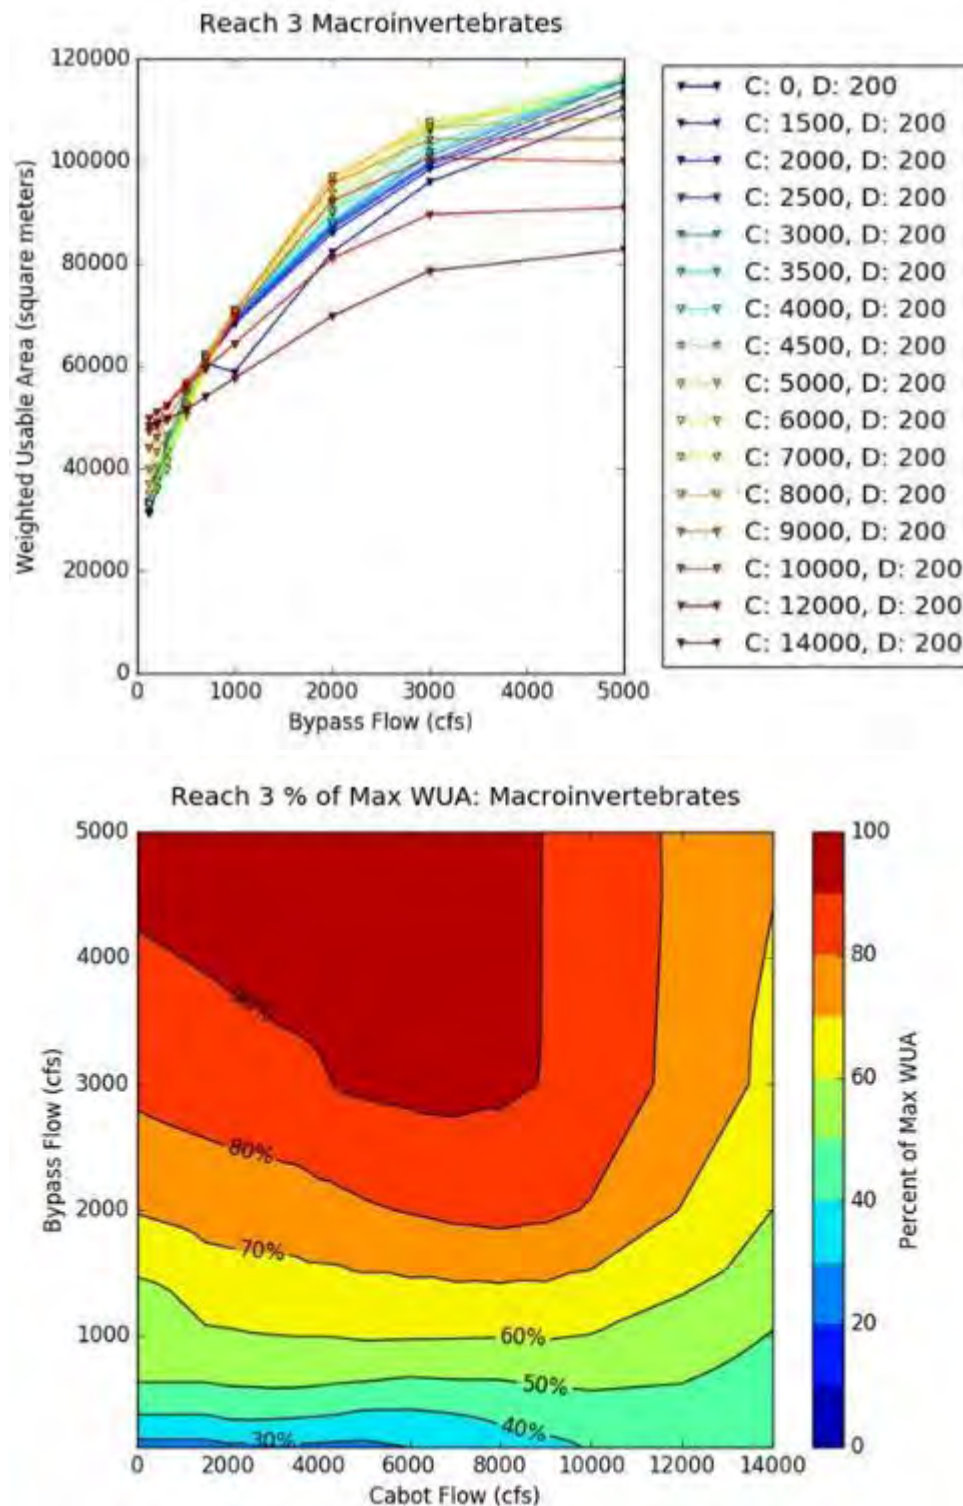 Reach 3 Macroinvertebrates
120000
100000
80000
60000
40000
20000
0
Weighted Usable Area (square meters)
0 1000 2000 3000 4000 5000
Bypass Flow (cfs)
C: 0, D: 200
C: 1500, D: 200
C: 2000, D: 200
C: 2500, D: 200
C: 3000, D: 200
C: 3500, D: 200
C: 4000, D: 200
C: 4500, D: 200
C: 5000, D: 200
C: 6000, D: 200
C: 7000, D: 200
C: 8000, D: 200
C: 9000, D: 200
C: 10000, D: 200
C: 12000, D: 200
C: 14000, D: 200
Reach 3 % of Max WUA: Macroinvertebrates
5000
4000
3000
2000
1000
Bypass Flow (cfs)
80%
70%
60%
50%
40%
30%
0 2000 4000 6000 8000 10000 12000 14000
Cabot Flow (cfs)
100
80
60
40
20
0
Percent of Max WUA